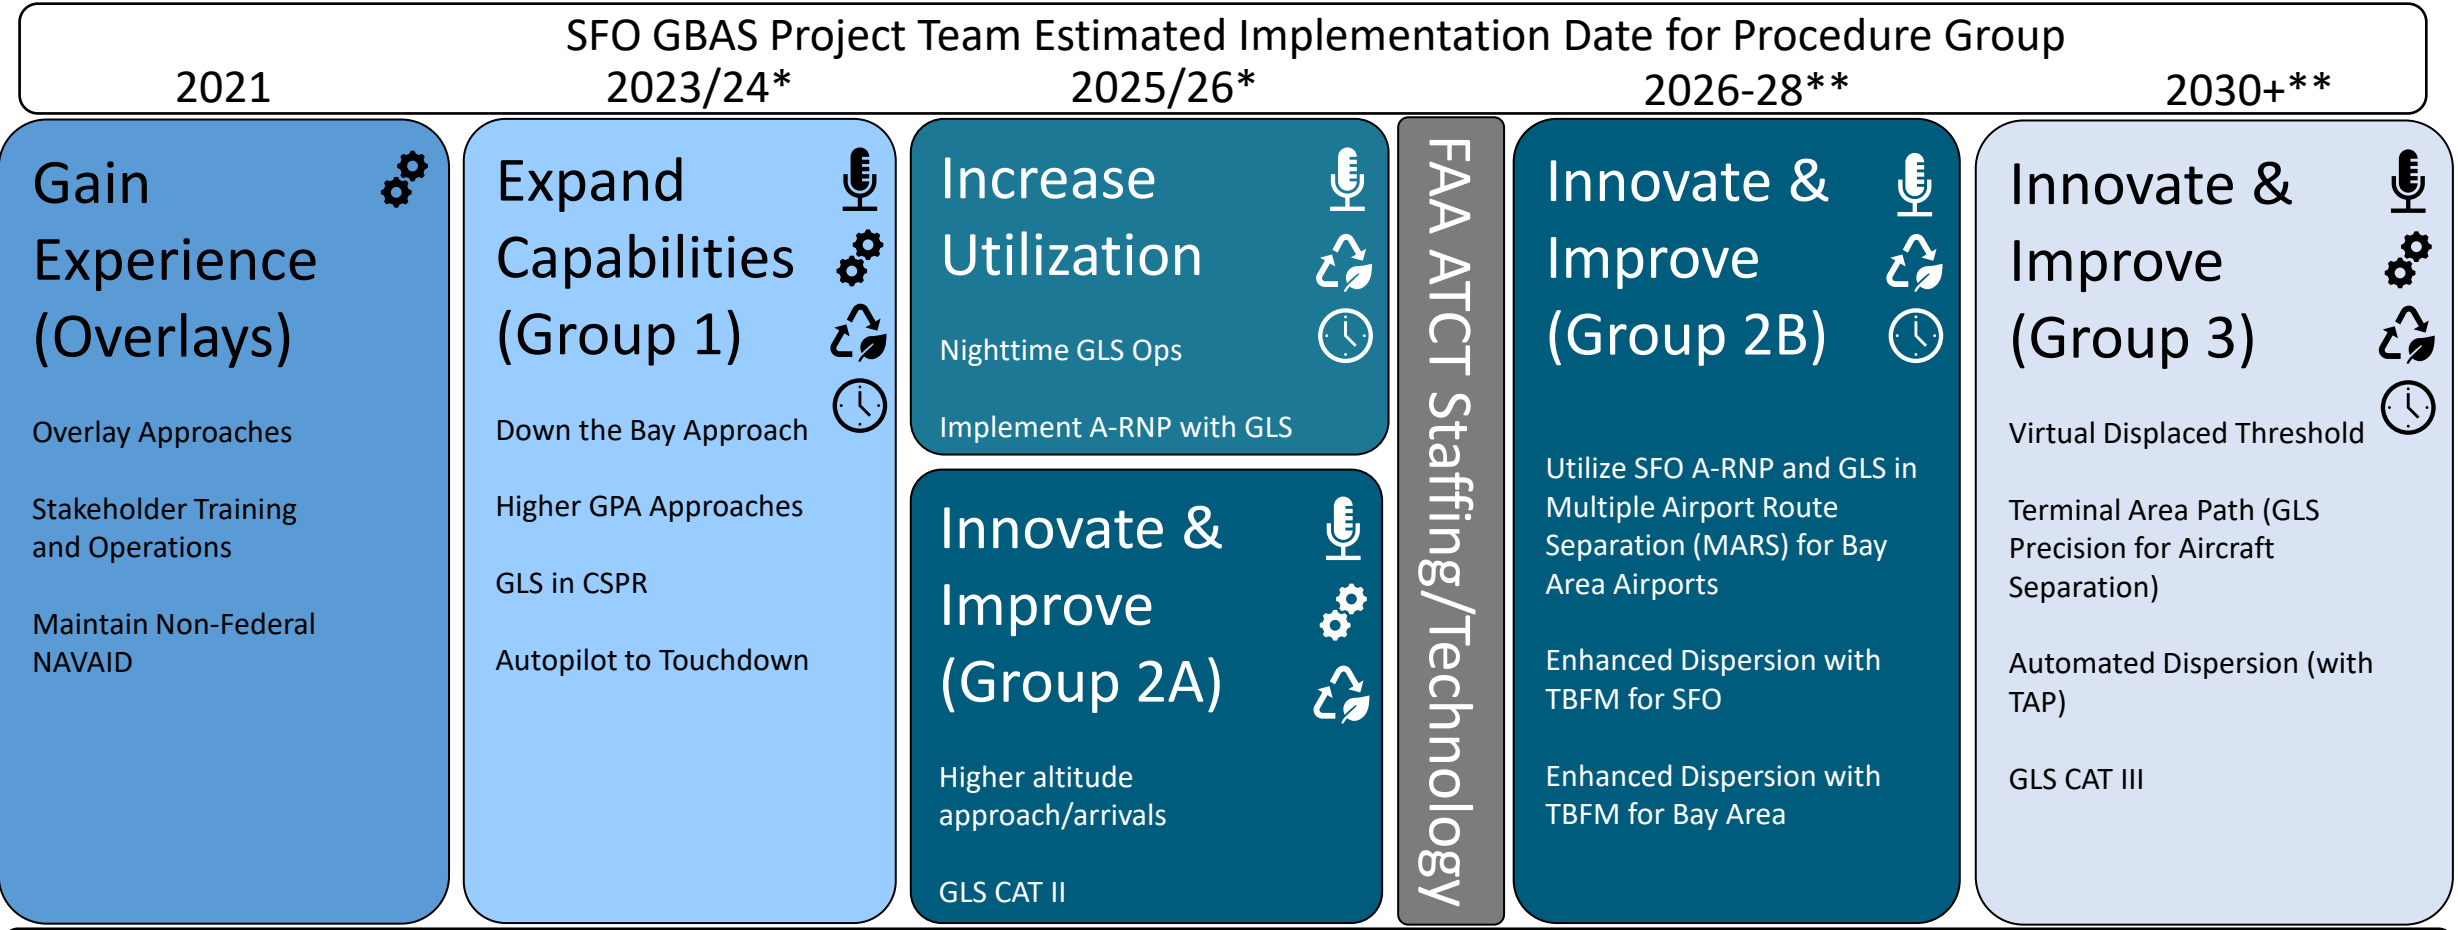 SFO GBAS Project Team Estimated Implementation Date for Procedure Group
2021
2023/24*
2025/26*
2026-28**
2030+**
Gain
Experience
(Overlays)
Overlay Approaches
Stakeholder Training
and Operations
Maintain Non-Federal
NAVAID
Expand
Capabilities
(Group 1)
Down the Bay Approach
Higher GPA Approaches
GLS in CSPR
Autopilot to Touchdown
Increase
Utilization
Nighttime GLS Ops
Implement A-RNP with GLS
Innovate &
Improve
(Group 2A)
Higher altitude
approach/arrivals
GLS CAT II
FAA ATCT Staffing/Technology
Innovate &
Improve
(Group 2B)
Utilize SFO A-RNP and GLS in
Multiple Airport Route
Separation (MARS) for Bay
Area Airports
Enhanced Dispersion with
TBFM for SFO
Enhanced Dispersion with
TBFM for Bay Area
Innovate &
Improve
(Group 3)
Virtual Displaced Threshold
Terminal Area Path (GLS
Precision for Aircraft
Separation)
Automated Dispersion (with
TAP)
GLS CAT III